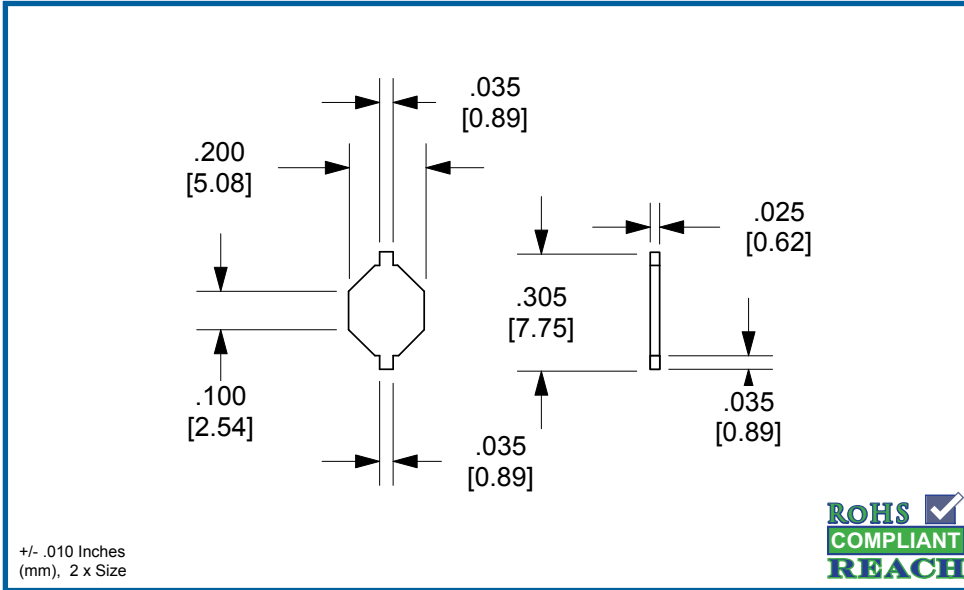 .035
[0.89]
.200
[5.08]
.025
[0.62]
.305
[7.75]
.100
[2.54]
.035
[0.89]
.035
[0.89]
+/- .010 Inches
(mm), 2 x Size
ROHS
COMPLIANT
REACH